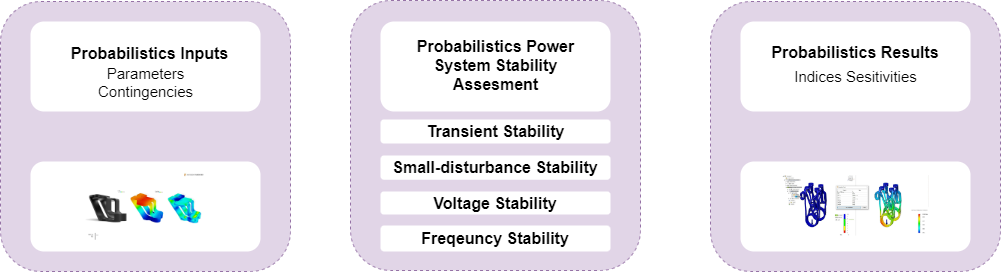 Probabilistics Inputs
Parameters
Contingencies
Probabilistics Power
System Stability
Assesment
Transient Stability
Small-disturbance Stability
Voltage Stability
Freqeuncy Stability
Probabilistics Results
Indices Sesitivities